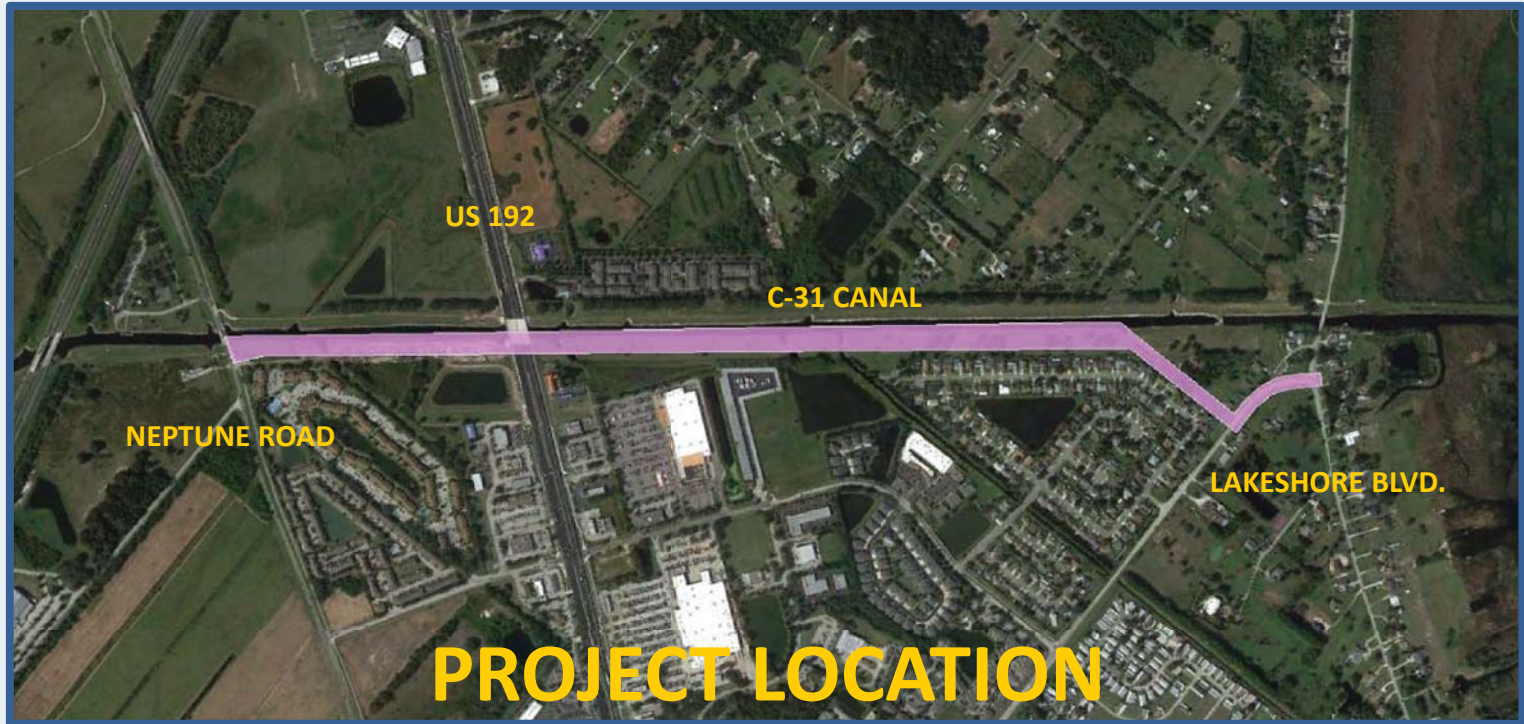 US 192
C-31 CANAL
NEPTUNE ROAD
LAKESHORE BLVD.
PROJECT LOCATION